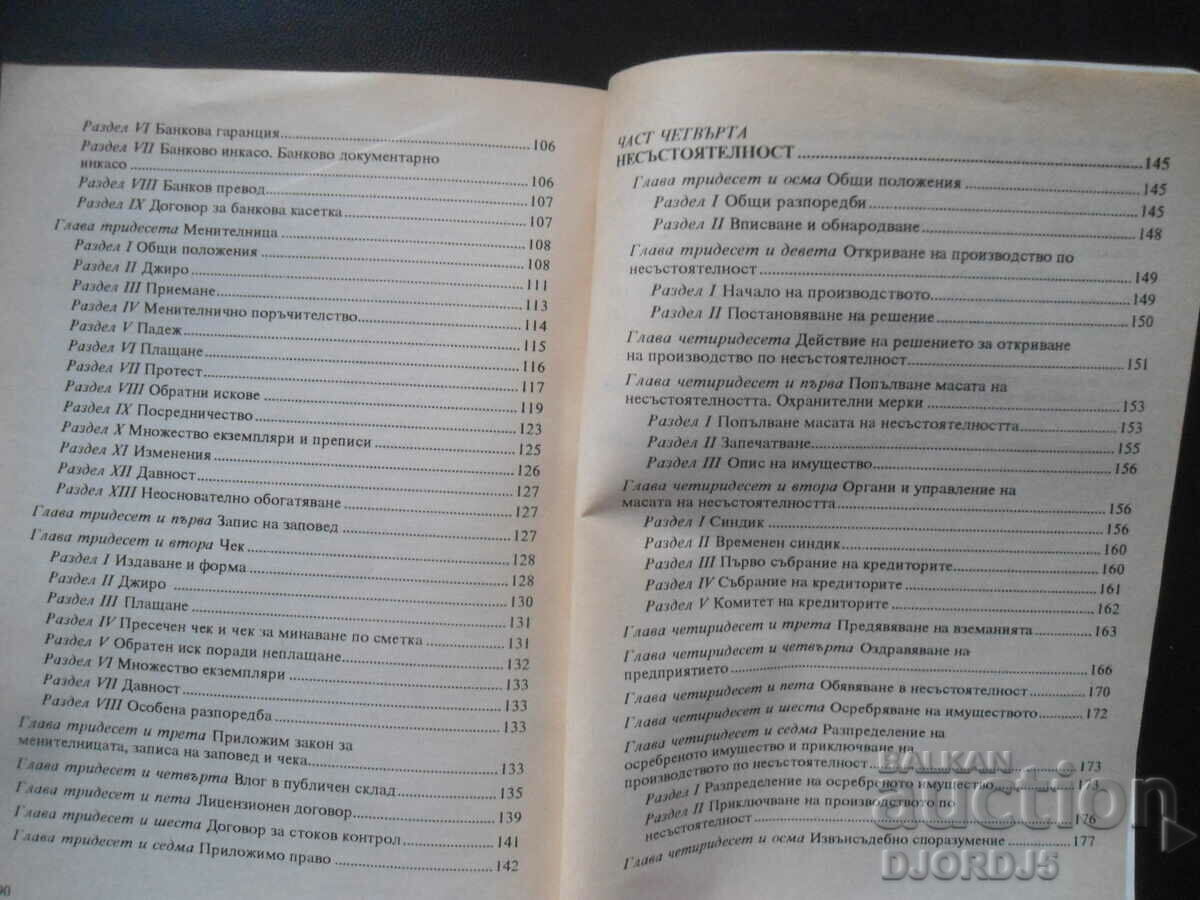 Раздел VI Банкова гаранция.....106
Раздел VII Банково инкасо. Банково документарно
инкасо.....106
Раздел VIII Банков превод.....107
Раздел IX Договор за банкова касетка.....107
Глава тридесета Менителница.....108
Раздел I Общи положения.....108
Раздел II Джиро.....111
Раздел III Приемане.....113
Раздел IV Менителнично поръчителство.....114
Раздел V Падеж.....115
Раздел VI Плащане.....116
Раздел VII Протест.....117
Раздел VIII Обратни искове.....119
Раздел IX Посредничество.....123
Раздел X Множество екземпляри и преписи.....125
Раздел XI Изменения.....126
Раздел XII Давност.....127
Раздел XIII Неоснователно обогатяване.....127
Глава тридесет и първа Запис на заповед.....127
Глава тридесет и втора Чек.....128
Раздел I Издаване и форма.....128
Раздел II Джиро.....130
Раздел III Плащане.....131
Раздел IV Пресечен чек и чек за минаване по сметка.....131
Раздел V Обратен иск поради неплащане.....132
Раздел VI Множество екземпляри.....133
Раздел VII Давност.....133
Раздел VIII Особена разпоредба.....133
Глава тридесет и трета Приложим закон за
менителницата, записа на заповед и чека.....133
Глава тридесет и четвърта Влог в публичен склад.....135
Глава тридесет и пета Лицензионен договор.....139
Глава тридесет и шеста Договор за стоков контрол.....141
Глава тридесет и седма Приложимо право.....142
90
ЧАСТ ЧЕТВЪРТА
НЕСЪСТОЯТЕЛНОСТ.....145
Глава тридесет и осма Общи положения.....145
Раздел I Общи разпоредби.....145
Раздел II Вписване и обнародване.....148
Глава тридесет и девета Откриване на производство по
несъстоятелност.....149
Раздел I Начало на производството.....149
Раздел II Постановяване на решение.....150
Глава четиридесета Действие на решението за откриване
на производство по несъстоятелност.....151
Глава четиридесет и първа Попълване масата на
несъстоятелността. Охранителни мерки.....153
Раздел I Попълване масата на несъстоятелността.....153
Раздел II Запечатване.....155
Раздел III Опис на имущество.....156
Глава четиридесет и втора Органи и управление на
масата на несъстоятелността.....156
Раздел I Синдик.....156
Раздел II Временен синдик.....160
Раздел III Първо събрание на кредиторите.....160
Раздел IV Събрание на кредиторите.....161
Раздел V Комитет на кредиторите.....162
Глава четиридесет и трета Предявяване на вземанията.....163
Глава четиридесет и четвърта Оздравяване на
предприятието.....166
Глава четиридесет и пета Обявяване в несъстоятелност.....170
Глава четиридесет и шеста Осребряване на имуществото.....172
Глава четиридесет и седма Разпределение на
осребреното имущество и приключване на
производството по несъстоятелност.....173
Раздел I Разпределение на осребреното имущество.....173
Раздел II Приключване на производството по
несъстоятелност.....176
Глава четиридесет и осма Извънсъдебно споразумение.....177
BALKAN
auction
DJORDJ5